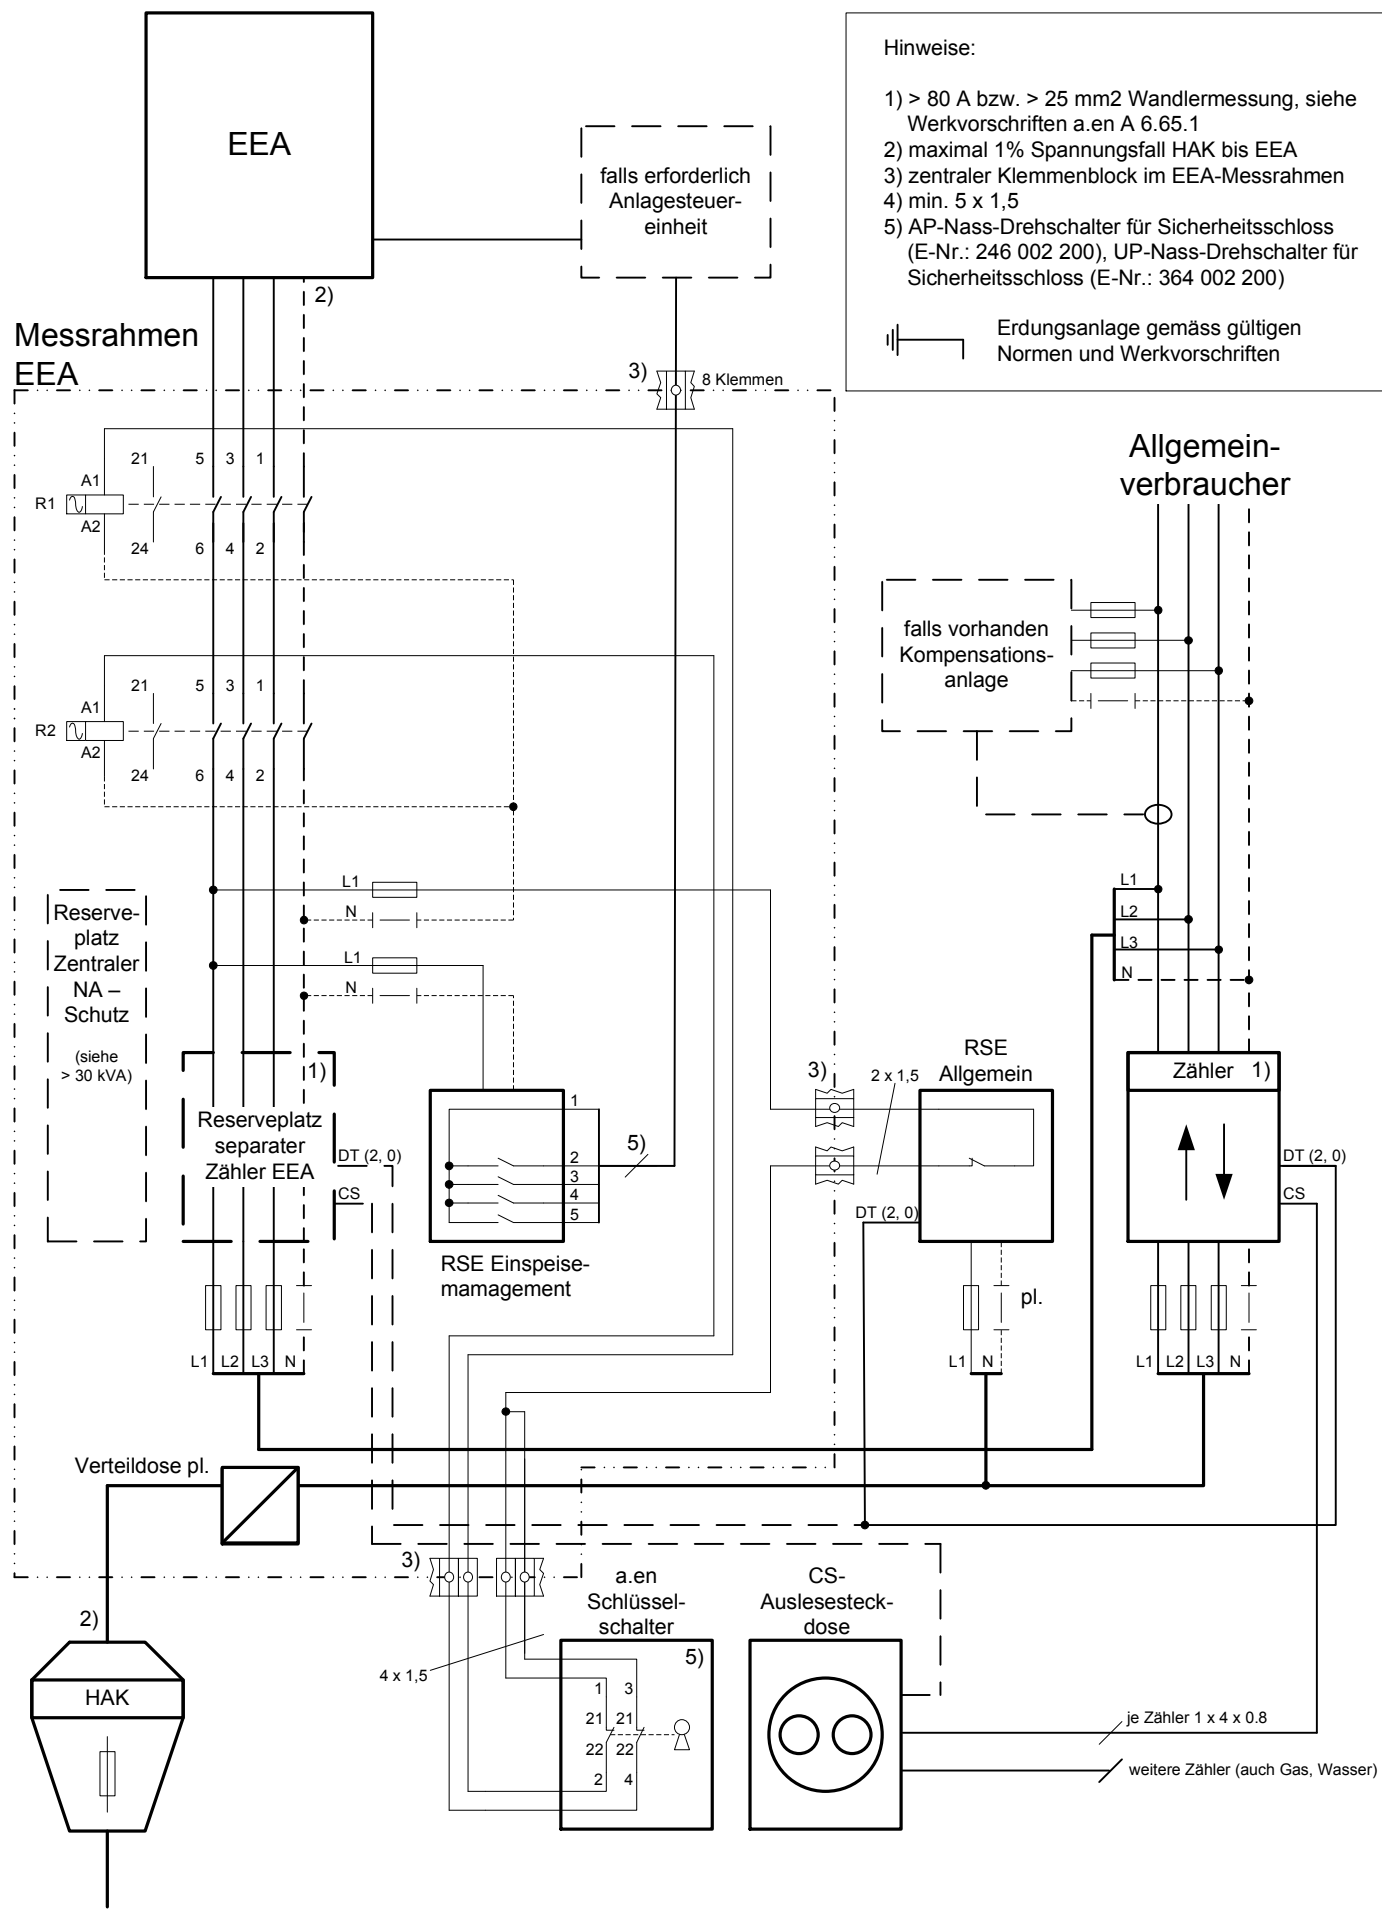 EEA
falls erforderlich
Anlagesteuer-
einheit
Hinweise:
1) > 80 A bzw. > 25 mm2 Wandlermessung, siehe
Werkvorschriften a.en A 6.65.1
2) maximal 1% Spannungsfall HAK bis EEA
3) zentraler Klemmenblock im EEA-Messrahmen
4) min. 5 x 1,5
5) AP-Nass-Drehschalter für Sicherheitsschloss
(E-Nr.: 246 002 200), UP-Nass-Drehschalter für
Sicherheitsschloss (E-Nr.: 364 002 200)
Erdungsanlage gemäss gültigen
Normen und Werkvorschriften
2)
Messrahmen
EEA
3)
8 Klemmen
A1
21
5
3
1
R1
A2
24
6
4
2
A1
21
5
3
1
R2
A2
24
6
4
2
Allgemein-
verbraucher
falls vorhanden
Kompensations-
anlage
L1
N
L1
N
L1
L2
L3
N
Reserve-
platz
Zentraler
NA –
Schutz
(siehe
> 30 kVA)
1)
Reserveplatz
separater
Zähler EEA
DT (2, 0)
CS
1
2
3
4
5
5)
RSE Einspeise-
mamagement
3)
2 x 1,5
RSE
Allgemein
DT (2, 0)
pl.
L1
N
Zähler
1)
DT (2, 0)
CS
L1
L2
L3
N
L1
L2
L3
N
Verteildose pl.
3)
2)
HAK
4 x 1,5
a.en
Schlüssel-
schalter
5)
1
3
21
21
22
22
2
4
CS-
Auslesesteck-
dose
je Zähler 1 x 4 x 0.8
weitere Zähler (auch Gas, Wasser)